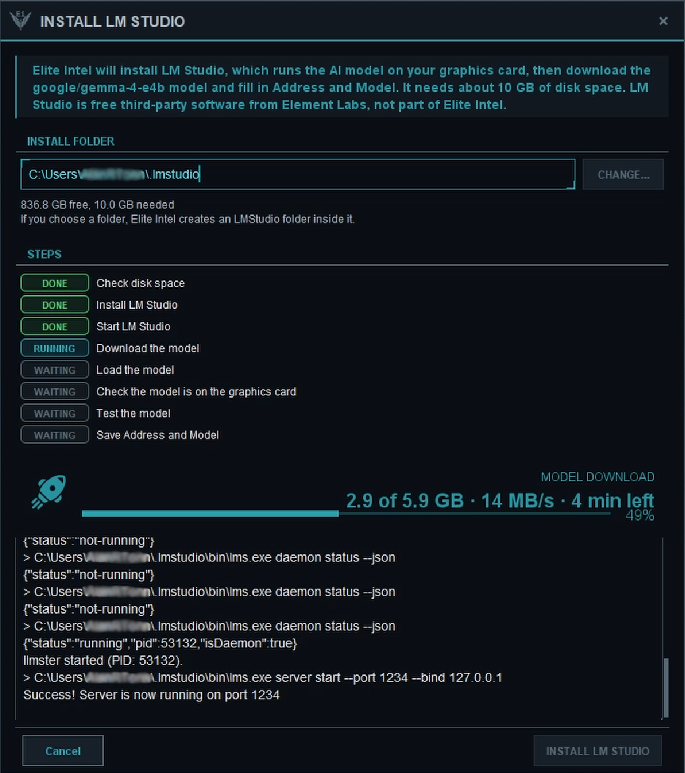 INSTALL LM STUDIO
Elite Intel will install LM Studio, which runs the AI model on your graphics card, then download the
google/gemma-4-e4b model and fill in Address and Model. It needs about 10 GB of disk space. LM
Studio is free third-party software from Element Labs, not part of Elite Intel.
INSTALL FOLDER
C:\Users\ \.lmstudio
CHANGE...
836.8 GB free, 10.0 GB needed
If you choose a folder, Elite Intel creates an LMStudio folder inside it.
STEPS
DONE Check disk space
DONE Install LM Studio
DONE Start LM Studio
RUNNING Download the model
WAITING Load the model
WAITING Check the model is on the graphics card
WAITING Test the model
WAITING Save Address and Model
MODEL DOWNLOAD
2.9 of 5.9 GB · 14 MB/s · 4 min left
49%
{"status":"not-running"}
> C:\Users\ \.lmstudio\bin\lms.exe daemon status --json
{"status":"not-running"}
> C:\Users\ \.lmstudio\bin\lms.exe daemon status --json
{"status":"not-running"}
> C:\Users\ \.lmstudio\bin\lms.exe daemon status --json
{"status":"running","pid":53132,"isDaemon":true}
llmster started (PID: 53132).
> C:\Users\ \.lmstudio\bin\lms.exe server start --port 1234 --bind 127.0.0.1
Success! Server is now running on port 1234
Cancel
INSTALL LM STUDIO